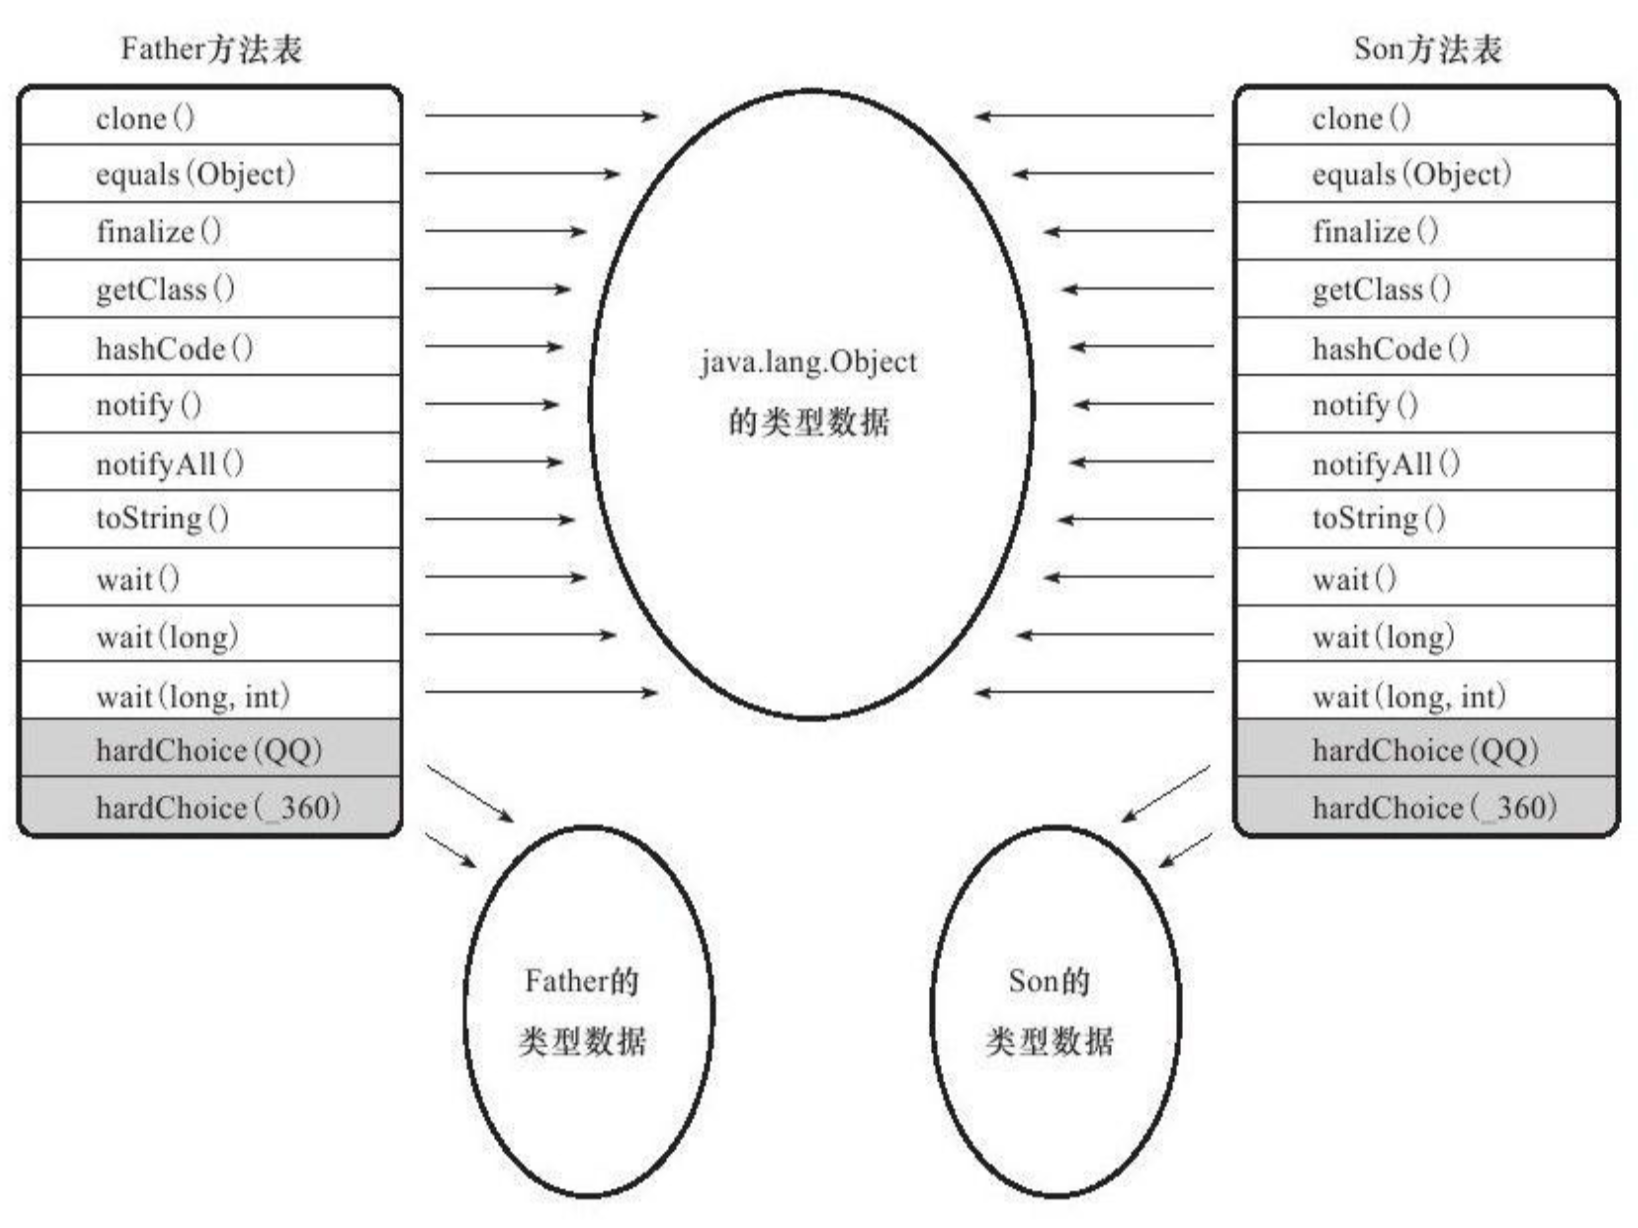 Father方法表
clone()
equals(Object)
finalize()
getClass()
hashCode()
notify()
notifyAll()
toString()
wait()
wait(long)
wait(long, int)
hardChoice(QQ)
hardChoice(_360)
java.lang.Object
的类型数据
Father的
类型数据
Son的
类型数据
Son方法表
clone()
equals(Object)
finalize()
getClass()
hashCode()
notify()
notifyAll()
toString()
wait()
wait(long)
wait(long, int)
hardChoice(QQ)
hardChoice(_360)